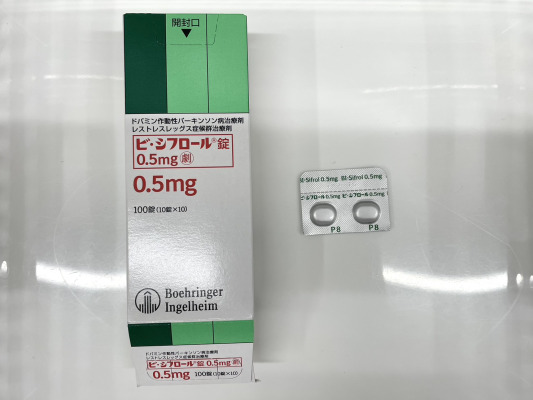 開封口
ドパミン作動性パーキンソン病治療剤
レストレスレッグス症候群治療剤
ビ・シフロール®錠
0.5mg 劇
0.5mg
100錠(10錠×10)
Boehringer
Ingelheim
ドパミン作動性パーキンソン病治療剤
レストレスレッグス症候群治療剤
ビ・シフロール®錠 0.5mg 劇
0.5mg 100錠(10錠×10)
BI-Sifrol 0.5mg BI-Sifrol 0.5mg
ビ・シフロール 0.5mg ビ・シフロール 0.5mg
P8 P8